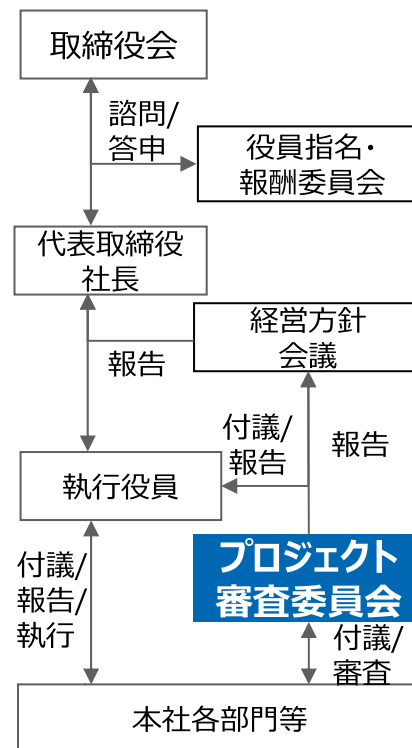 取締役会
諮問/
答申
役員指名・
報酬委員会
代表取締役
社長
経営方針
会議
報告
付議/
報告
報告
執行役員
プロジェクト
審査委員会
付議/
報告/
執行
付議/
審査
本社各部門等